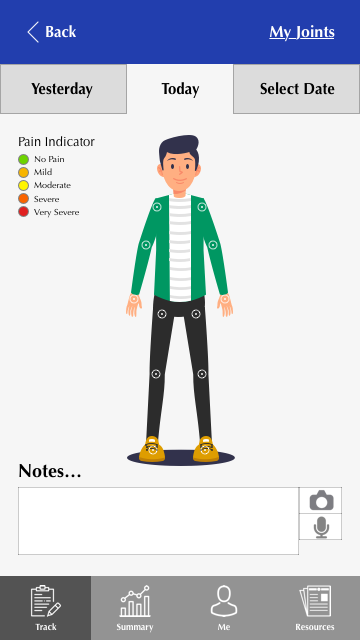 Back
My Joints
Yesterday
Today
Select Date
Pain Indicator
No Pain
Mild
Moderate
Severe
Very Severe
Notes...
Track
Summary
Me
Resources